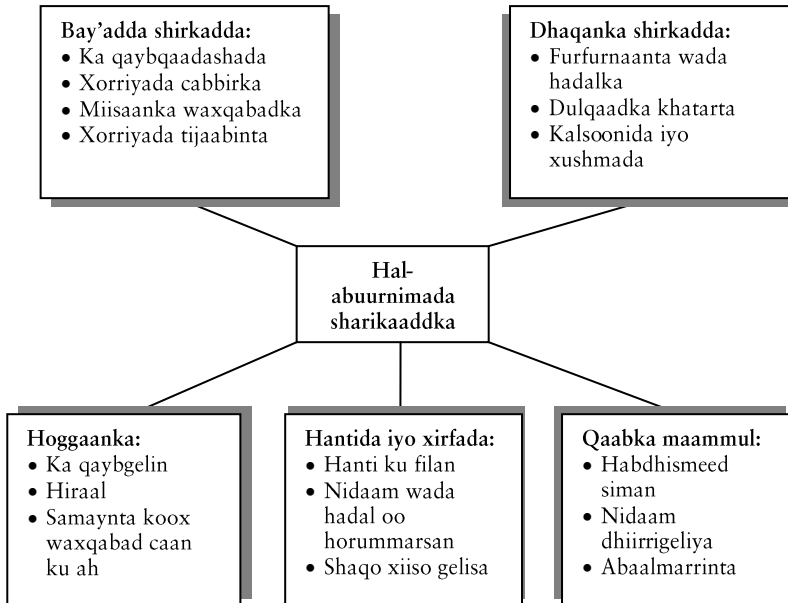 Bay’adda shirkadda:
• Ka qaybqaadashada
• Xorriyada cabbirka
• Miisaanka waxqabadka
• Xorriyada tijaabinta
Dhaqanka shirkadda:
• Furfurnaanta wada
hadalka
• Dulqaadka khatarta
• Kalsoonida iyo
xushmada
Hal-
abuurnimada
sharikaaddka
Hoggaanka:
• Ka qaybgelin
• Hiraal
• Samaynta koox
waxqabad caan
ku ah
Hantida iyo xirfada:
• Hanti ku filan
• Nidaam wada
hadal oo
horummarsan
• Shaqo xiiso gelisa
Qaabka maammul:
• Habdhismeed
siman
• Nidaam
dhiirrigeliya
• Abaalmarrinta